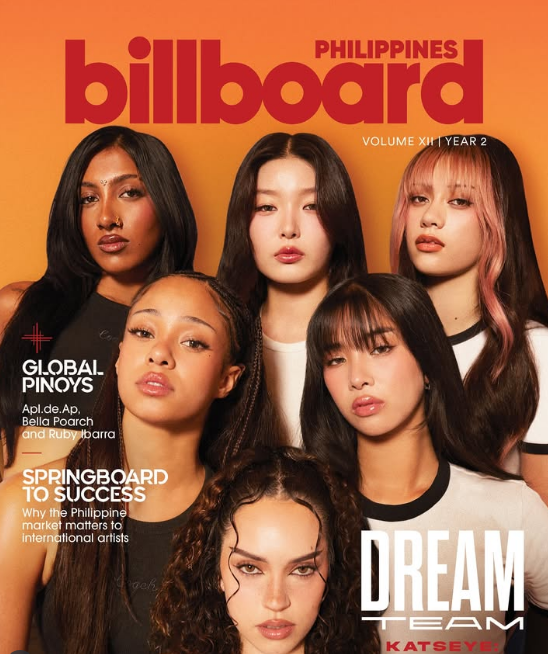 PHILIPPINES
billboard
VOLUME XII | YEAR 2
GLOBAL
PINOYS
Apl.de.Ap,
Bella Poarch
and Ruby Ibarra
SPRINGBOARD
TO SUCCESS
Why the Philippine
market matters to
international artists
DREAM
TEAM
KATSEYE